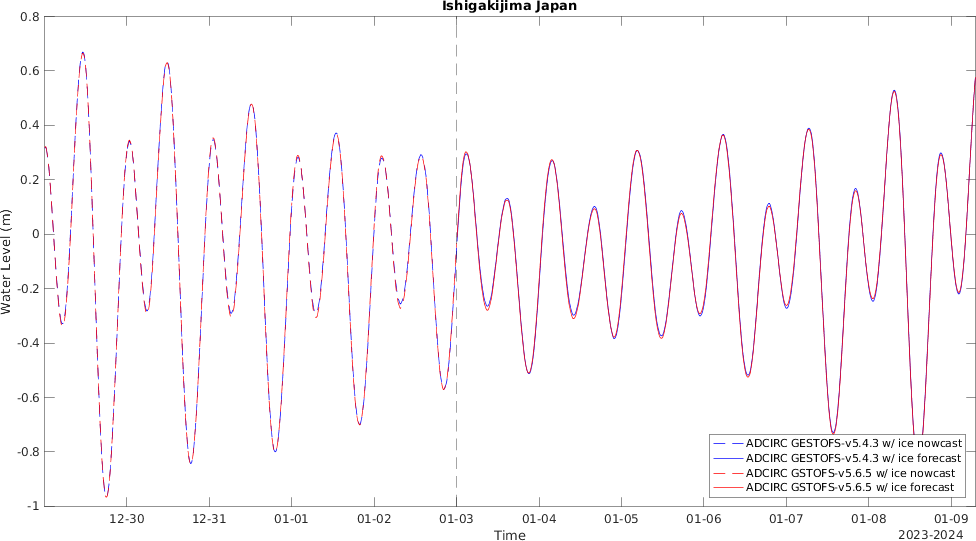 Ishigakijima Japan
Water Level (m)
0.8
0.6
0.4
0.2
0
-0.2
-0.4
-0.6
-0.8
-1
ADCIRC GESTOFS-v5.4.3 w/ ice nowcast
ADCIRC GESTOFS-v5.4.3 w/ ice forecast
ADCIRC GSTOFS-v5.6.5 w/ ice nowcast
ADCIRC GSTOFS-v5.6.5 w/ ice forecast
12-30 12-31 01-01 01-02 01-03 01-04 01-05 01-06 01-07 01-08 01-09
Time
2023-2024